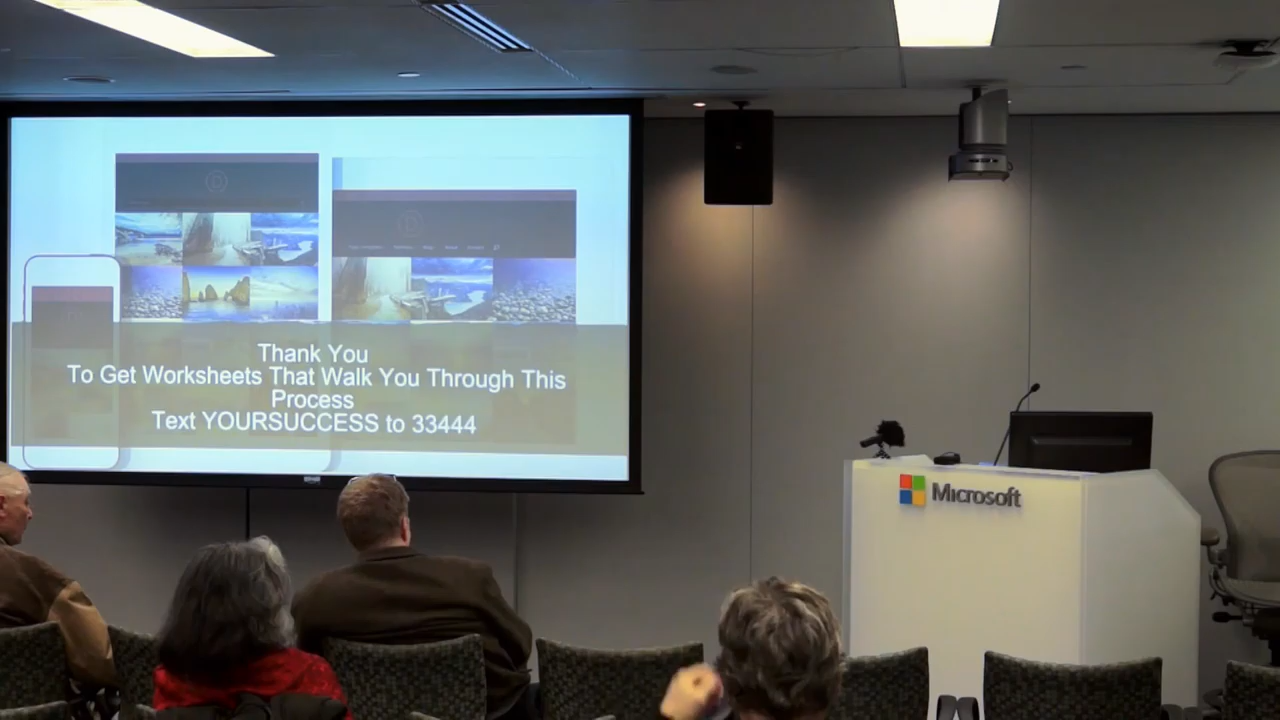 Thank You
To Get Worksheets That Walk You Through This
Process
Text YOURSUCCESS to 33444
Microsoft